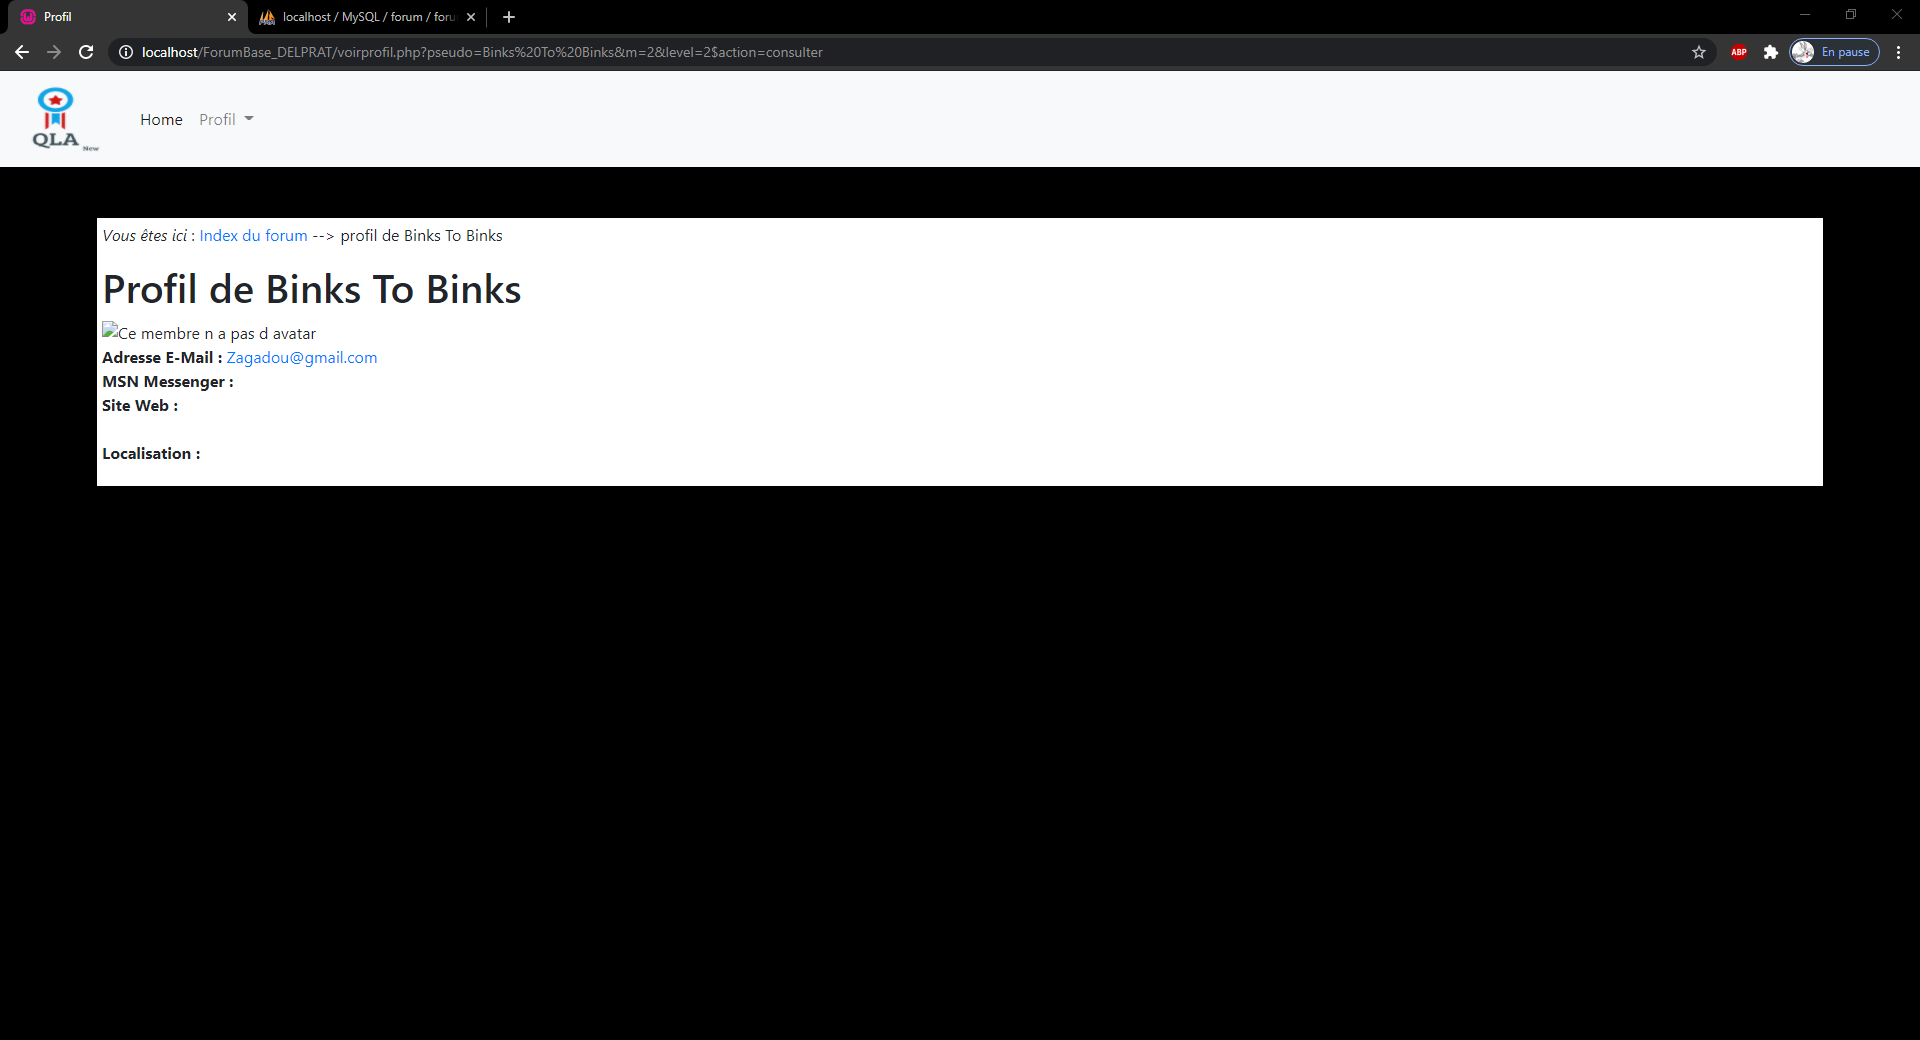 Profil
localhost / MySQL / forum / foru
localhost/ForumBase_DELPRAT/voirprofil.php?pseudo=Binks%20To%20Binks&m=2&level=2$action=consulter
ABP
En pause
QLA New
Home Profil
Vous êtes ici : Index du forum --> profil de Binks To Binks
Profil de Binks To Binks
Ce membre n a pas d avatar
Adresse E-Mail : Zagadou@gmail.com
MSN Messenger :
Site Web :
Localisation :